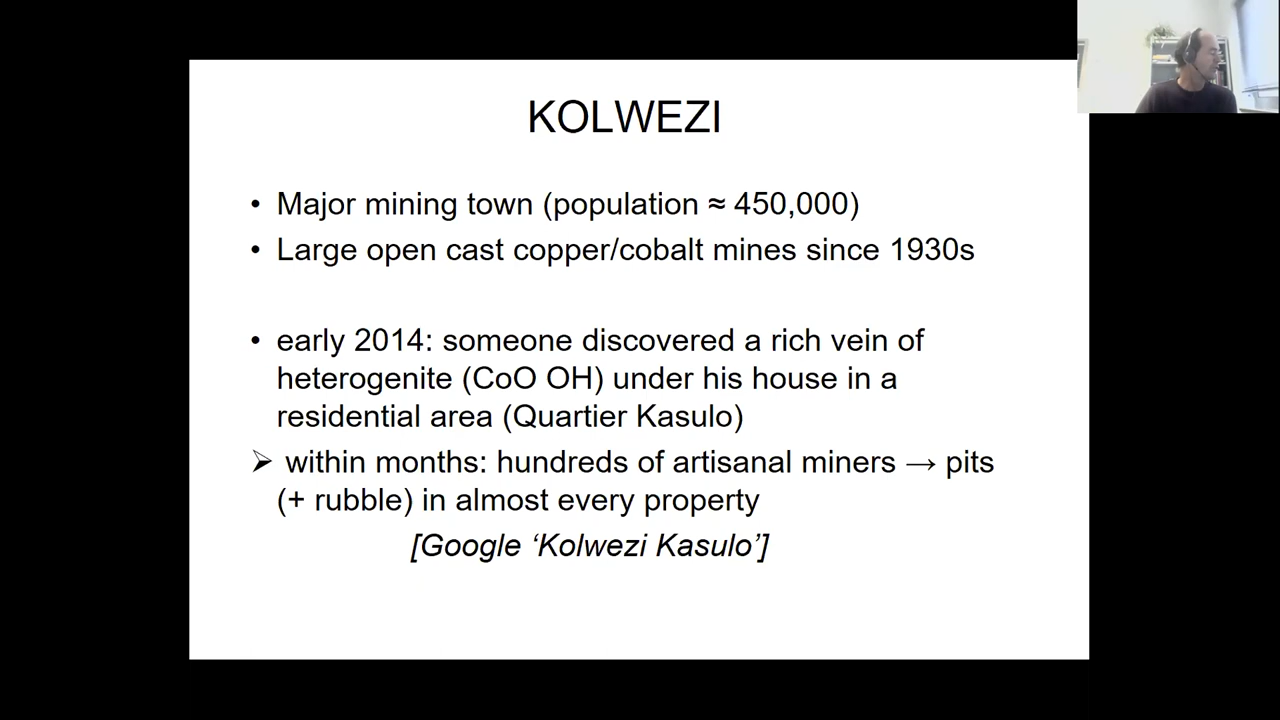 KOLWEZI
• Major mining town (population ≈ 450,000)
• Large open cast copper/cobalt mines since 1930s
• early 2014: someone discovered a rich vein of
heterogenite (CoO OH) under his house in a
residential area (Quartier Kasulo)
➢ within months: hundreds of artisanal miners → pits
(+ rubble) in almost every property
[Google ‘Kolwezi Kasulo’]